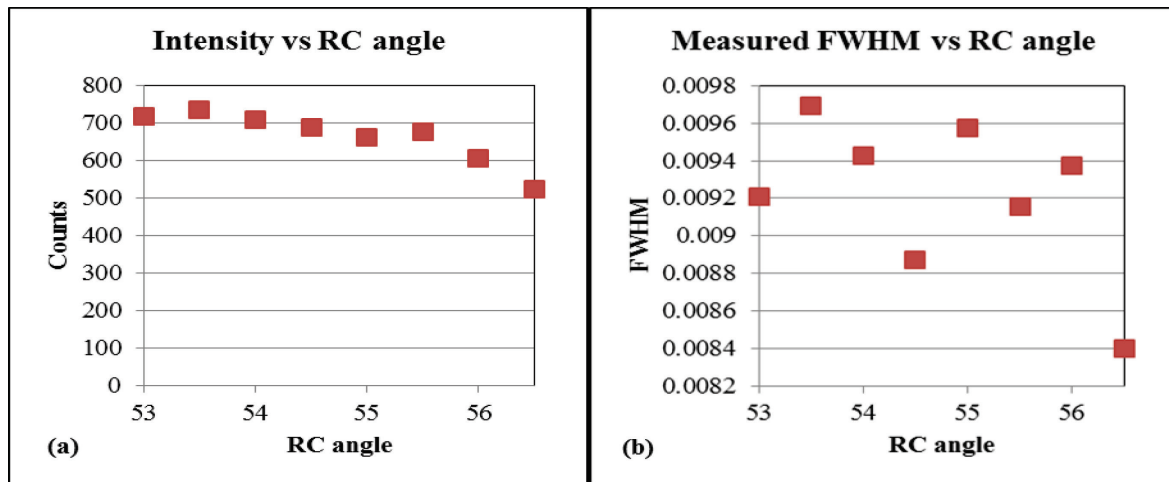 Intensity vs RC angle
800
700
600
500
400
300
200
100
0
Counts
53 54 55 56
RC angle
(a)
Measured FWHM vs RC angle
0.0098
0.0096
0.0094
0.0092
0.009
0.0088
0.0086
0.0084
0.0082
FWHM
53 54 55 56
RC angle
(b)